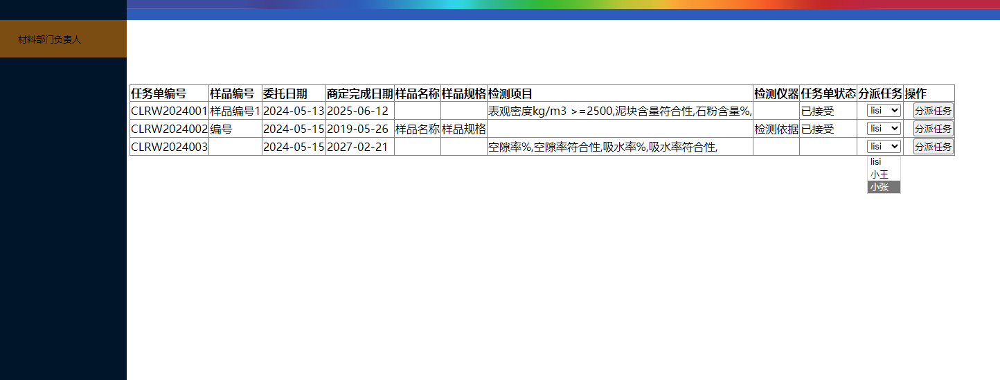 材料部门负责人
任务单编号 样品编号 委托日期 商定完成日期 样品名称 样品规格 检测项目 检测仪器 任务单状态 分派任务 操作
CLRW2024001 样品编号1 2024-05-13 2025-06-12 表观密度kg/m3 >=2500,泥块含量符合性,石粉含量%, 已接受 lisi 分派任务
CLRW2024002 编号 2024-05-15 2019-05-26 样品名称 样品规格 检测依据 已接受 lisi 分派任务
CLRW2024003 2024-05-15 2027-02-21 空隙率%,空隙率符合性,吸水率%,吸水率符合性, lisi 分派任务
lisi
小王
小张